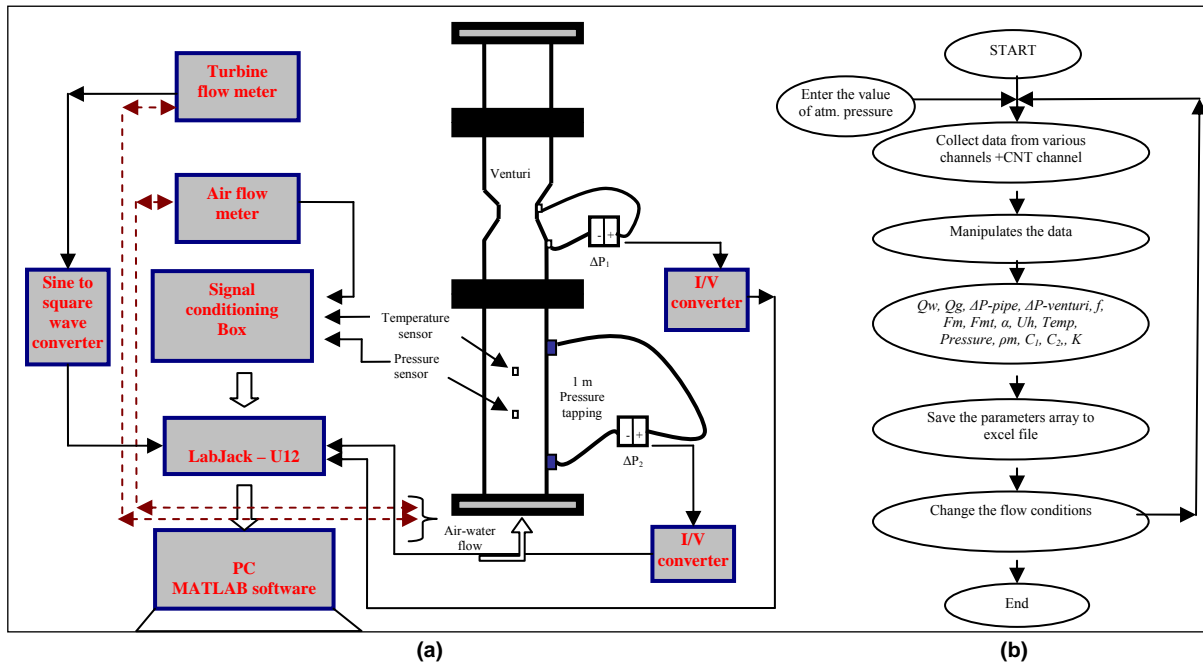 Turbine
flow meter
Air flow
meter
Sine to
square
wave
converter
Signal
conditioning
Box
LabJack – U12
PC
MATLAB software
Venturi
- +
ΔP₁
I/V
converter
Temperature
sensor
Pressure
sensor
1 m
Pressure
tapping
- +
ΔP₂
I/V
converter
Air-water
flow
(a)
START
Enter the value
of atm. pressure
Collect data from various
channels +CNT channel
Manipulates the data
Qw, Qg, ΔP-pipe, ΔP-venturi, f,
Fm, Fmt, α, Uh, Temp,
Pressure, ρm, C₁, C₂,, K
Save the parameters array to
excel file
Change the flow conditions
End
(b)